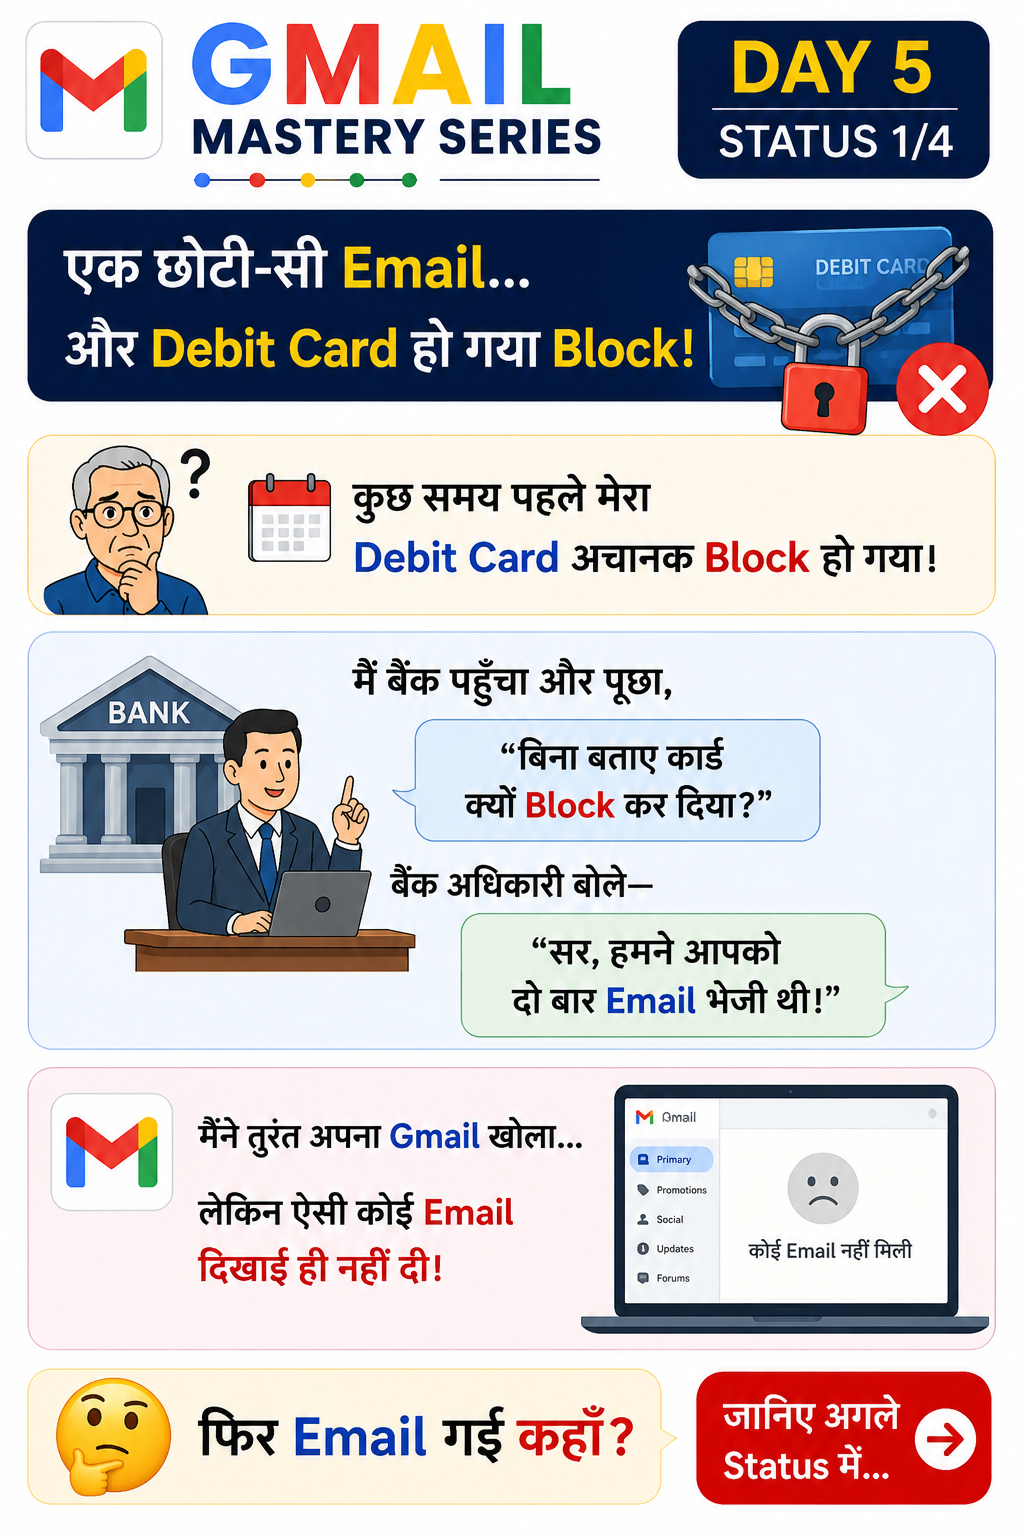 GMAIL
MASTERY SERIES
DAY 5
STATUS 1/4
एक छोटी-सी Email...
और Debit Card हो गया Block!
DEBIT CARD
?
कुछ समय पहले मेरा
Debit Card अचानक Block हो गया!
BANK
मैं बैंक पहुँचा और पूछा,
“बिना बताए कार्ड
क्यों Block कर दिया?”
बैंक अधिकारी बोले—
“सर, हमने आपको
दो बार Email भेजी थी!”
मैंने तुरंत अपना Gmail खोला...
लेकिन ऐसी कोई Email
दिखाई ही नहीं दी!
Gmail
Primary
Promotions
Social
Updates
Forums
कोई Email नहीं मिली
फिर Email गई कहाँ?
जानिए अगले
Status में...